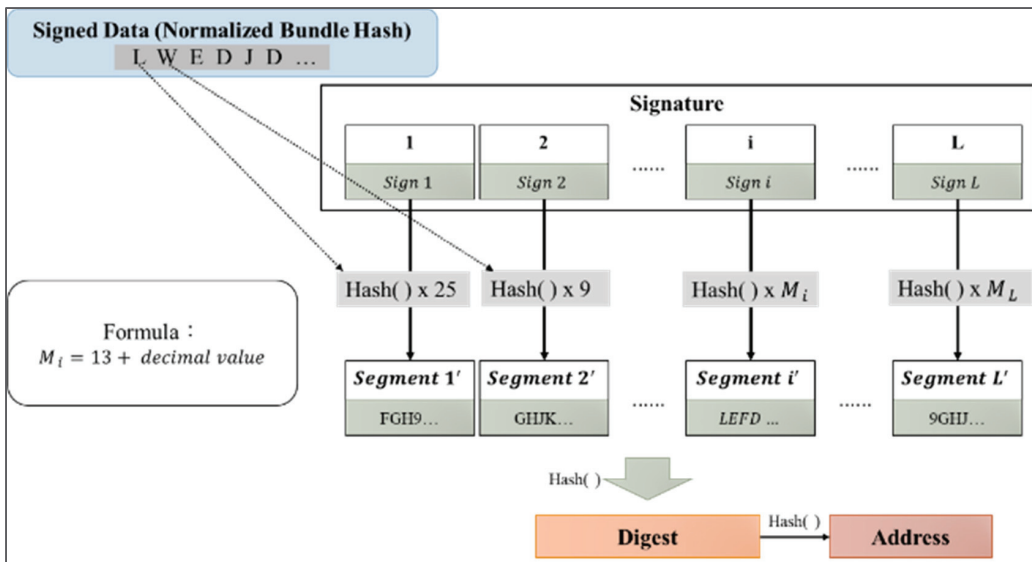 Signed Data (Normalized Bundle Hash)
L W E D J D ...
Signature
1 2 i L
Sign 1 Sign 2 ...... Sign i ...... Sign L
Hash( ) x 25 Hash( ) x 9 Hash( ) x M_i Hash( ) x M_L
Formula：
M_i = 13 + decimal value
Segment 1′ Segment 2′ Segment i′ Segment L′
...... ......
FGH9… GHJK… LEFD … 9GHJ…
Hash( )
Digest Hash( ) Address